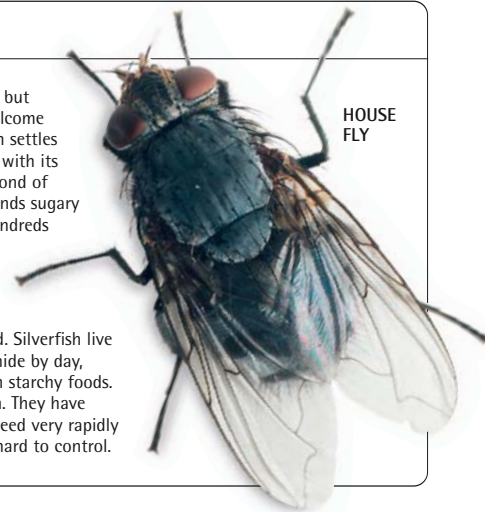 HOUSE
FLY
but
lcome
n settles
with its
ond of
nds sugary
ndreds
d. Silverfish live
hide by day,
n starchy foods.
They have
eed very rapidly
hard to control.